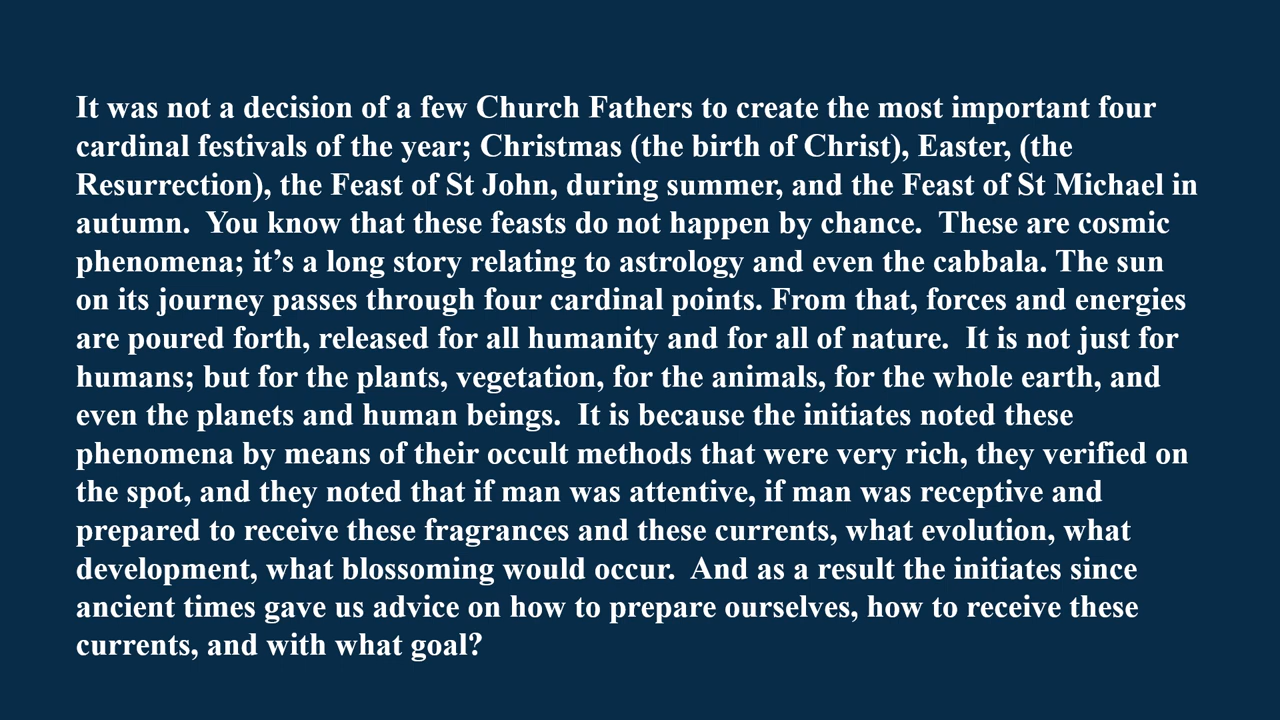 It was not a decision of a few Church Fathers to create the most important four
cardinal festivals of the year; Christmas (the birth of Christ), Easter, (the
Resurrection), the Feast of St John, during summer, and the Feast of St Michael in
autumn.  You know that these feasts do not happen by chance.  These are cosmic
phenomena; it’s a long story relating to astrology and even the cabbala. The sun
on its journey passes through four cardinal points. From that, forces and energies
are poured forth, released for all humanity and for all of nature.  It is not just for
humans; but for the plants, vegetation, for the animals, for the whole earth, and
even the planets and human beings.  It is because the initiates noted these
phenomena by means of their occult methods that were very rich, they verified on
the spot, and they noted that if man was attentive, if man was receptive and
prepared to receive these fragrances and these currents, what evolution, what
development, what blossoming would occur.  And as a result the initiates since
ancient times gave us advice on how to prepare ourselves, how to receive these
currents, and with what goal?